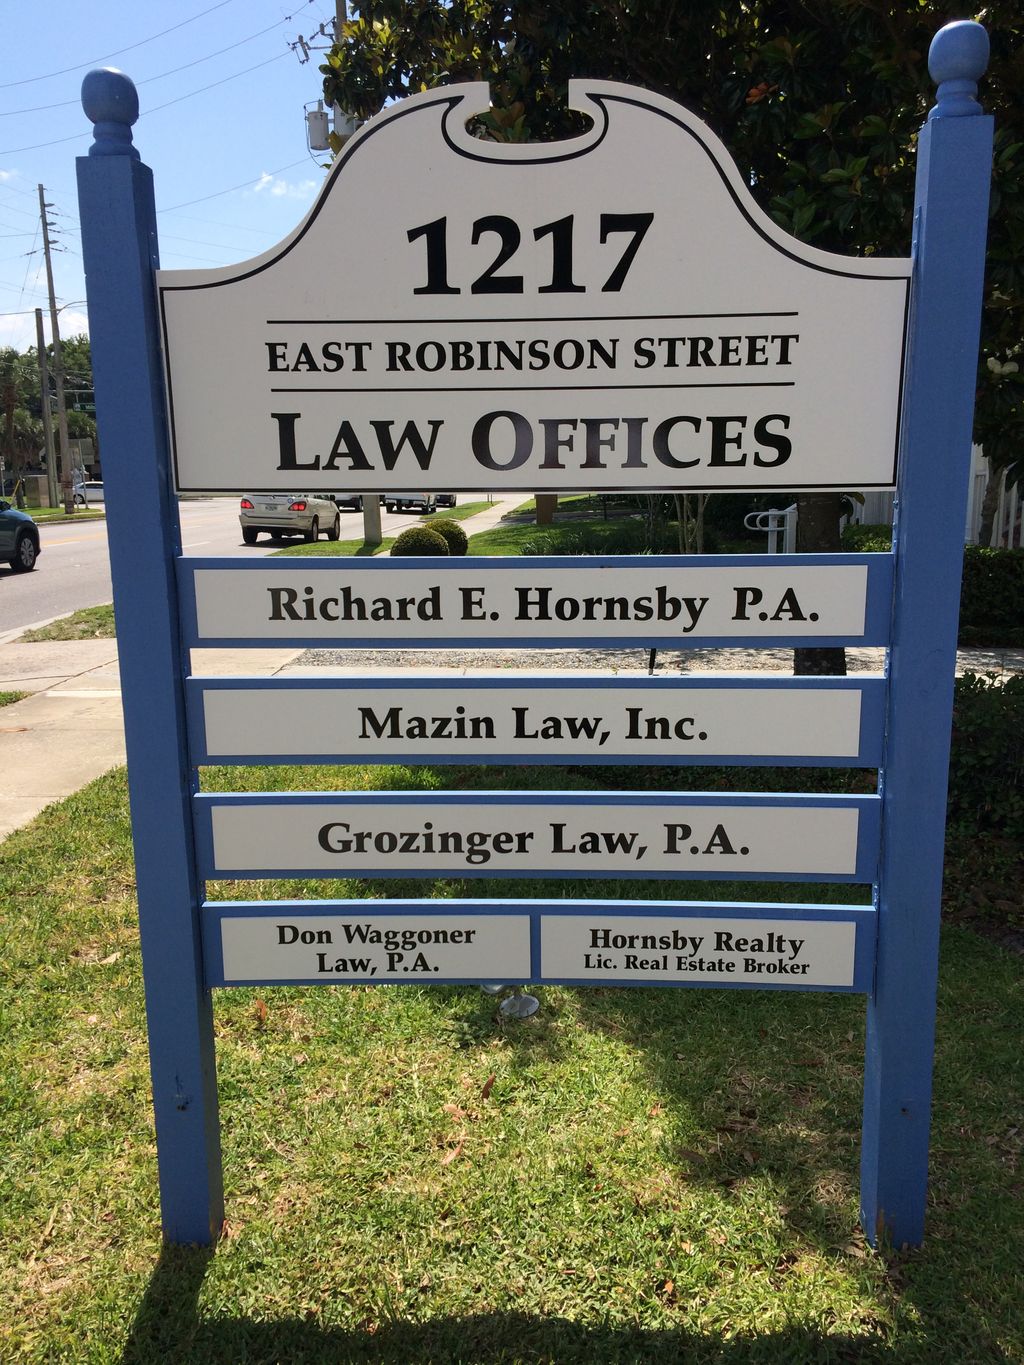 1217
EAST ROBINSON STREET
LAW OFFICES
Richard E. Hornsby P.A.
Mazin Law, Inc.
Grozinger Law, P.A.
Don Waggoner
Law, P.A.
Hornsby Realty
Lic. Real Estate Broker